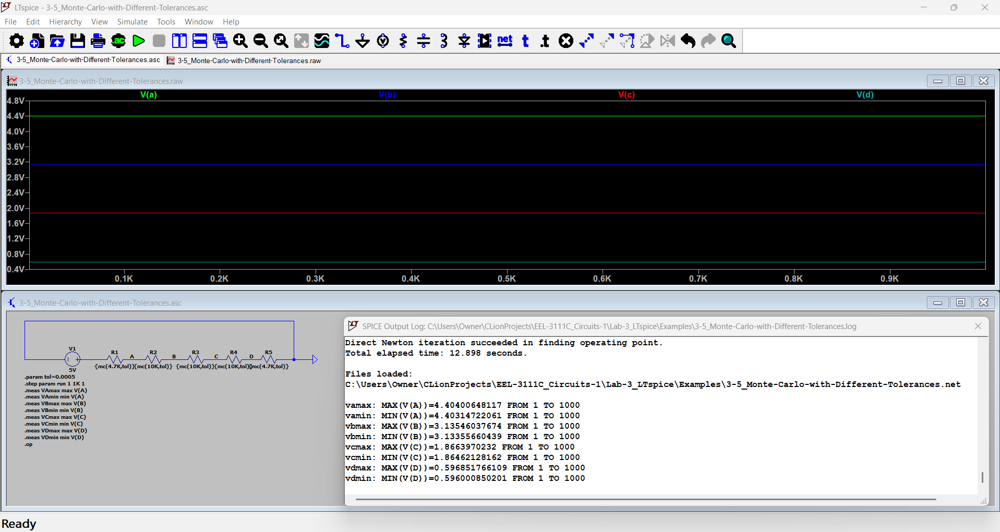 LTspice - 3-5_Monte-Carlo-with-Different-Tolerances.asc
File Edit Hierarchy View Simulate Tools Window Help
.ac net t .t
3-5_Monte-Carlo-with-Different-Tolerances.asc 3-5_Monte-Carlo-with-Different-Tolerances.raw
3-5_Monte-Carlo-with-Different-Tolerances.raw
V(a) V(b) V(c) V(d)
4.8V
4.4V
4.0V
3.6V
3.2V
2.8V
2.4V
2.0V
1.6V
1.2V
0.8V
0.4V
0.1K 0.2K 0.3K 0.4K 0.5K 0.6K 0.7K 0.8K 0.9K
3-5_Monte-Carlo-with-Different-Tolerances.asc
V1
5V
R1 A R2 B R3 C R4 D R5
{mc(4.7K,tol)} {mc(10K,tol)} {mc(10K,tol)} {mc(10K,tol)} {mc(4.7K,tol)}
.param tol=0.0005
.step param run 1 1K 1
.meas VAmax max V(A)
.meas VAmin min V(A)
.meas VBmax max V(B)
.meas VBmin min V(B)
.meas VCmax max V(C)
.meas VCmin min V(C)
.meas VDmax max V(D)
.meas VDmin min V(D)
.op
SPICE Output Log: C:\Users\Owner\CLionProjects\EEL-3111C_Circuits-1\Lab-3_LTspice\Examples\3-5_Monte-Carlo-with-Different-Tolerances.log
Direct Newton iteration succeeded in finding operating point.
Total elapsed time: 12.898 seconds.
Files loaded:
C:\Users\Owner\CLionProjects\EEL-3111C_Circuits-1\Lab-3_LTspice\Examples\3-5_Monte-Carlo-with-Different-Tolerances.net
vamax: MAX(V(A))=4.40400648117 FROM 1 TO 1000
vamin: MIN(V(A))=4.40314722061 FROM 1 TO 1000
vbmax: MAX(V(B))=3.13546037674 FROM 1 TO 1000
vbmin: MIN(V(B))=3.13355660439 FROM 1 TO 1000
vcmax: MAX(V(C))=1.8663970232 FROM 1 TO 1000
vcmin: MIN(V(C))=1.86462128162 FROM 1 TO 1000
vdmax: MAX(V(D))=0.596851766109 FROM 1 TO 1000
vdmin: MIN(V(D))=0.596000850201 FROM 1 TO 1000
Ready